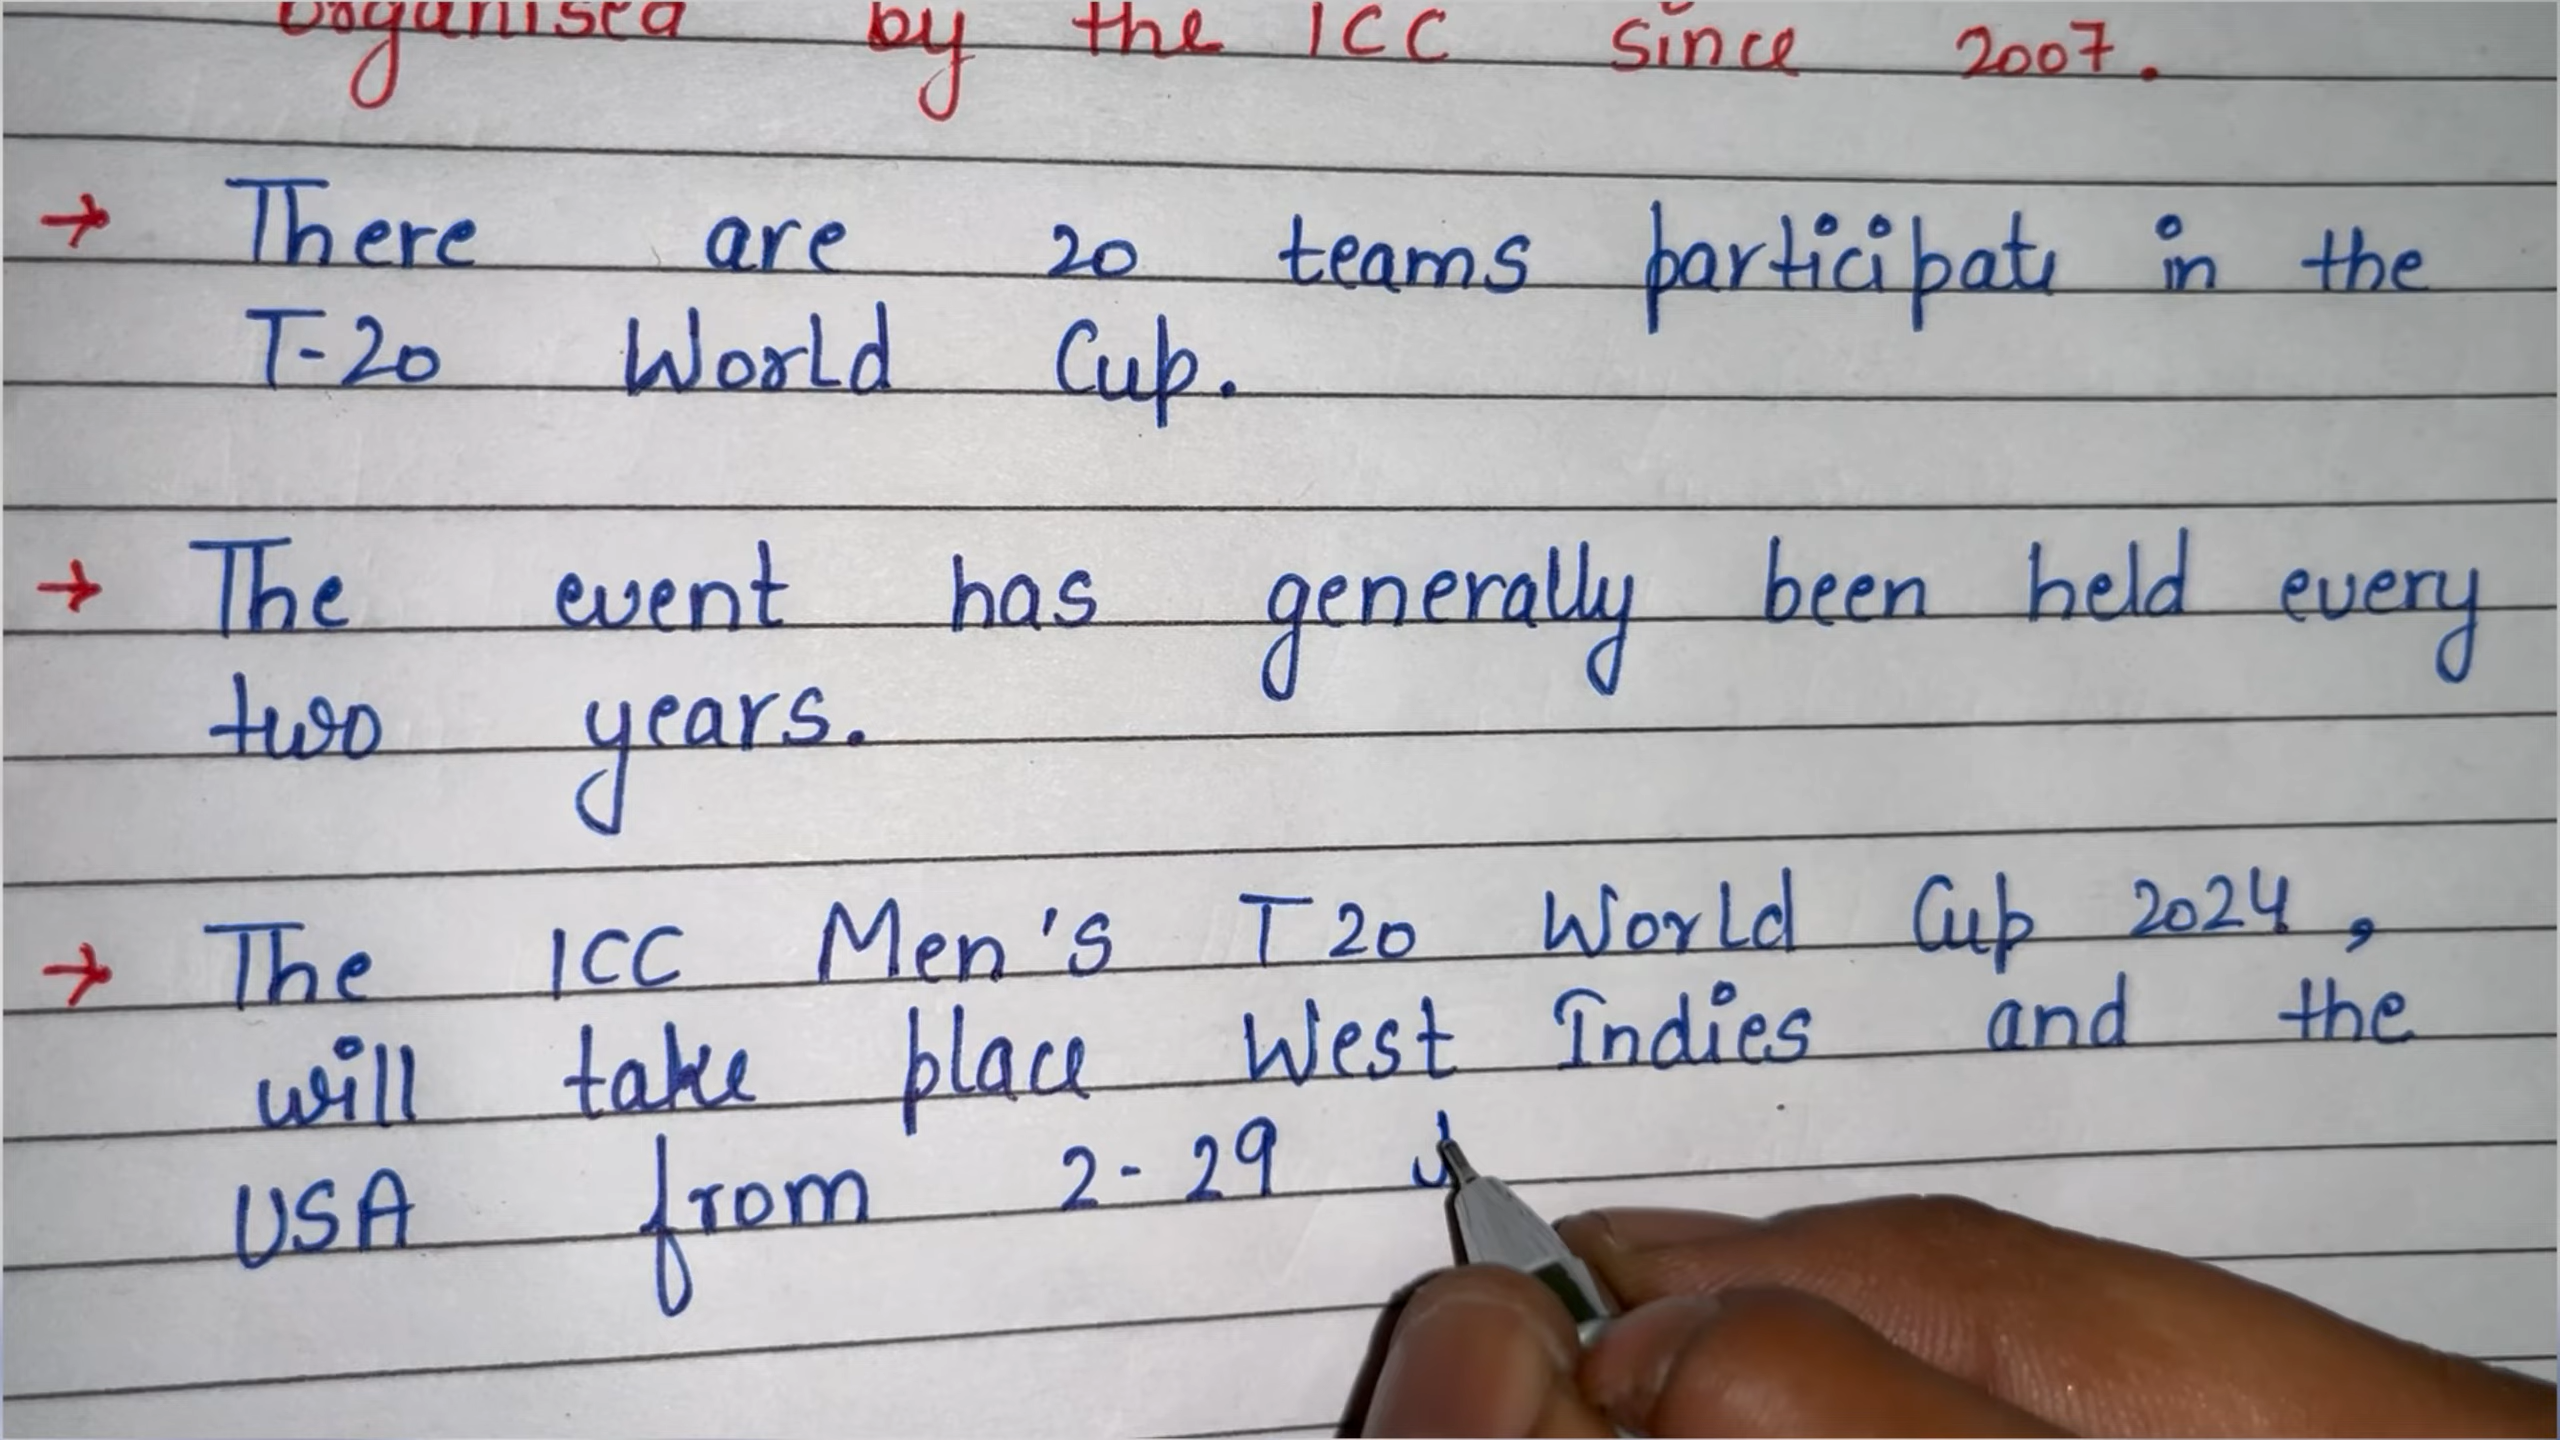 organised by the ICC since 2007.
→ There are 20 teams participate in the
T-20 World Cup.
→ The event has generally been held every
two years.
→ The ICC Men's T20 World Cup 2024,
will take place West Indies and the
USA from 2-29 J